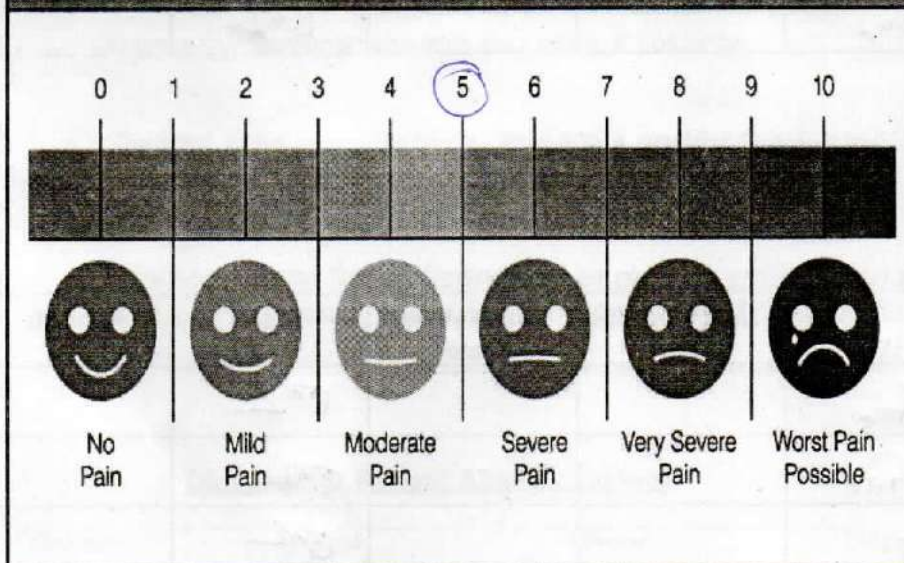 0 1 2 3 4 5 6 7 8 9 10
No Pain
Mild Pain
Moderate Pain
Severe Pain
Very Severe Pain
Worst Pain Possible